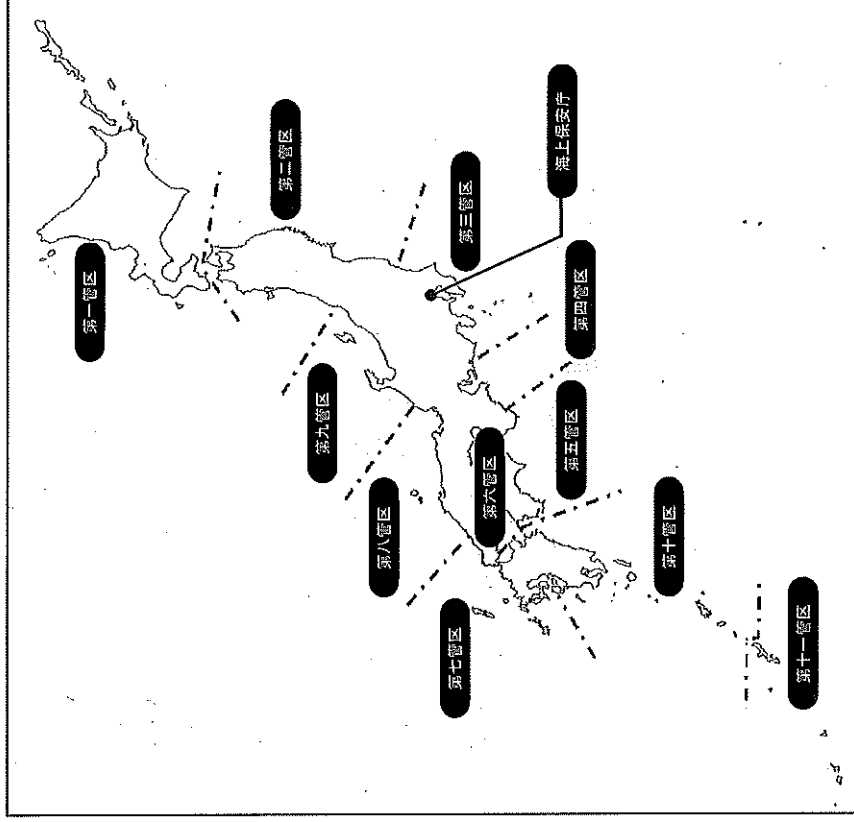 第一管区
第二管区
第三管区
海上保安庁
第四管区
第五管区
第六管区
第七管区
第八管区
第九管区
第十管区
第十一管区